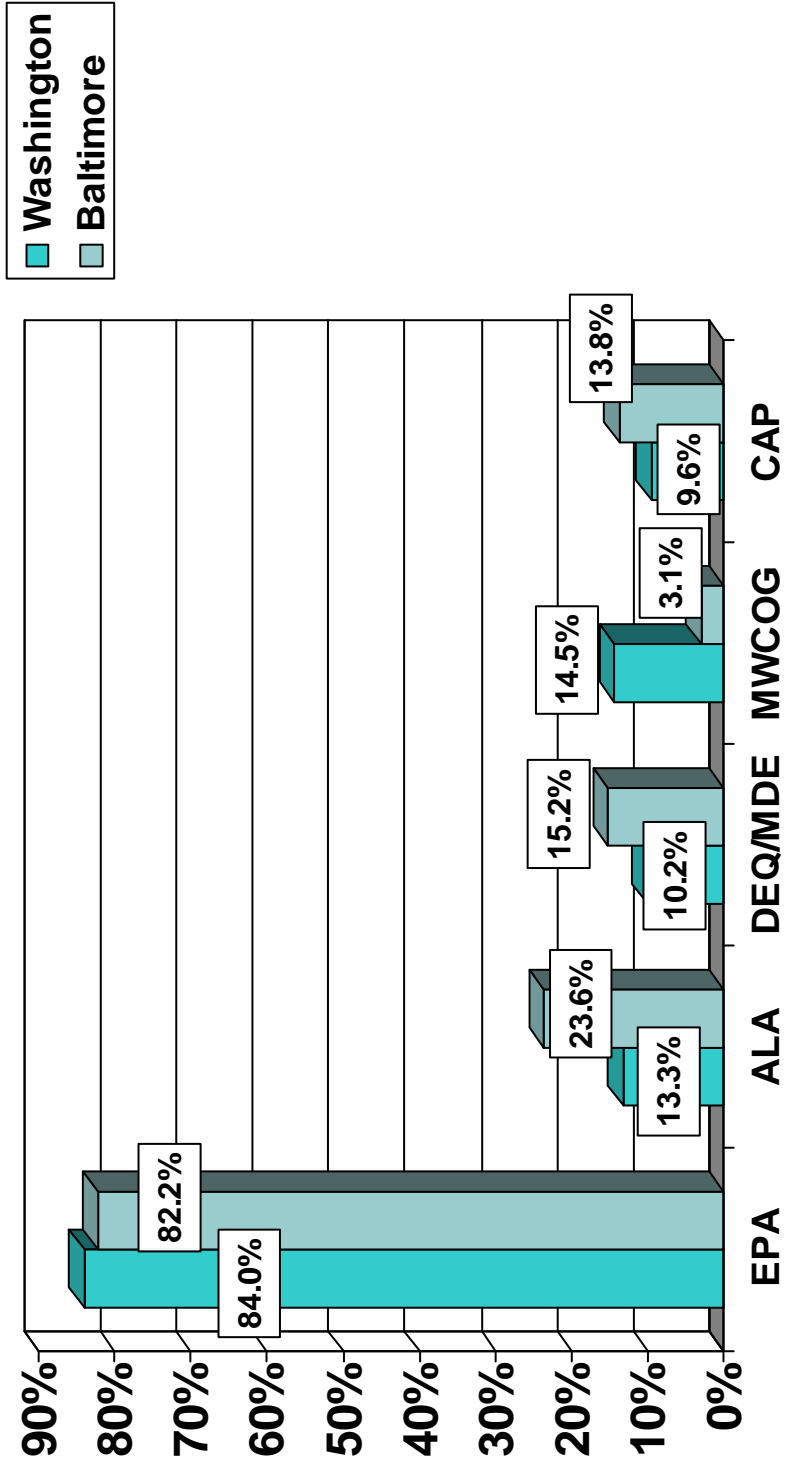 Washington
Baltimore
90%
80%
70%
60%
50%
40%
30%
20%
10%
0%
84.0%
82.2%
13.3%
23.6%
10.2%
15.2%
14.5%
3.1%
9.6%
13.8%
EPA
ALA
DEQ/MDE
MWCOG
CAP